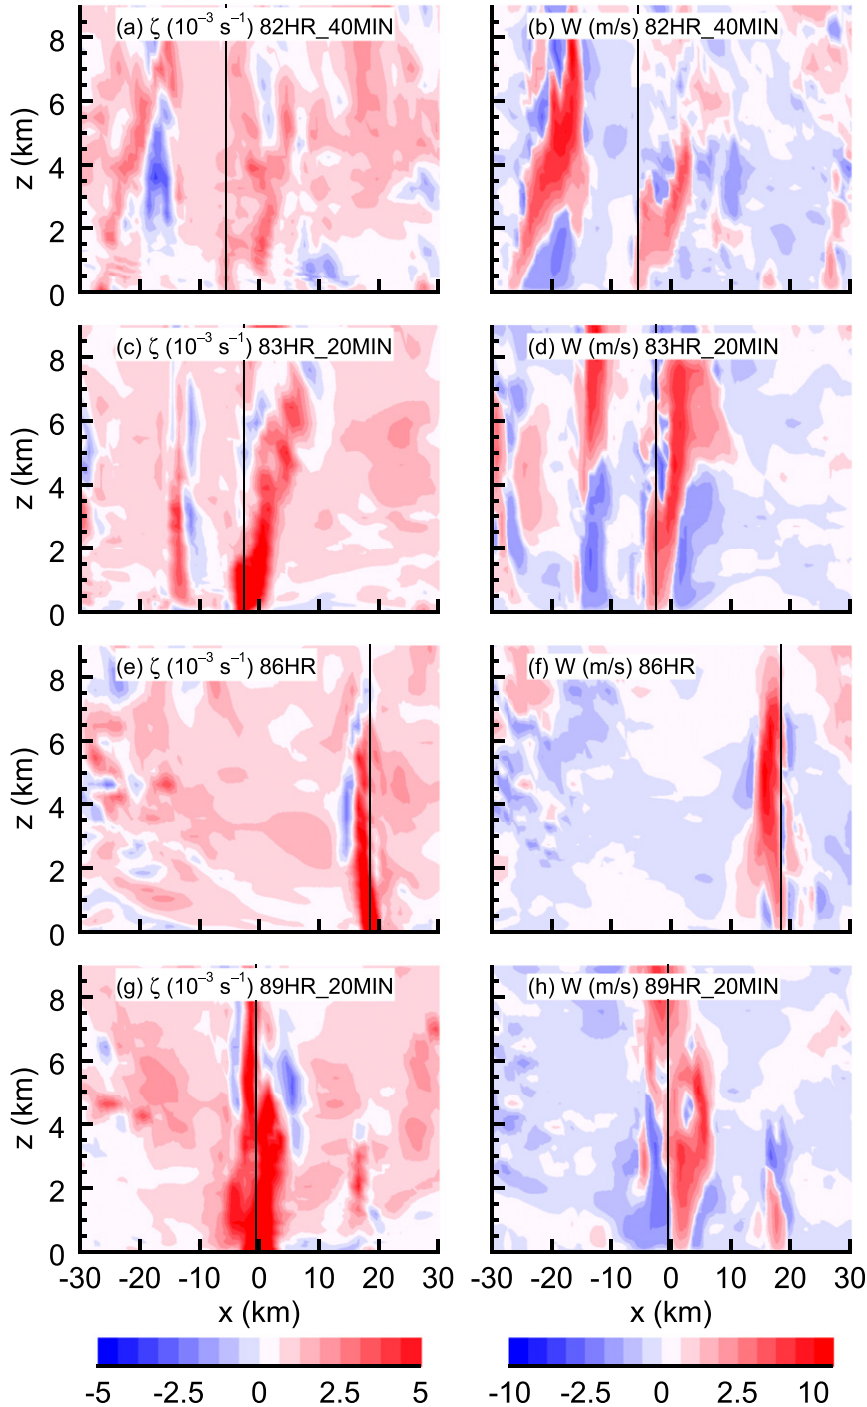 (a) ζ (10⁻³ s⁻¹) 82HR_40MIN
(b) W (m/s) 82HR_40MIN
z (km)
8
6
4
2
0
(c) ζ (10⁻³ s⁻¹) 83HR_20MIN
(d) W (m/s) 83HR_20MIN
z (km)
8
6
4
2
0
(e) ζ (10⁻³ s⁻¹) 86HR
(f) W (m/s) 86HR
z (km)
8
6
4
2
0
(g) ζ (10⁻³ s⁻¹) 89HR_20MIN
(h) W (m/s) 89HR_20MIN
z (km)
8
6
4
2
0
-30 -20 -10 0 10 20 30
-30 -20 -10 0 10 20 30
x (km)
x (km)
-5 -2.5 0 2.5 5
-10 -2.5 0 2.5 10